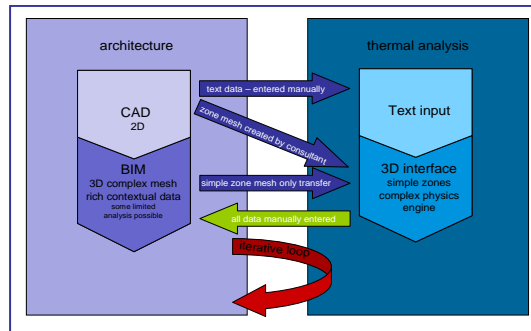 architecture
thermal analysis
CAD
2D
BIM
3D complex mesh
rich contextual data
some limited
analysis possible
text data – entered manually
zone mesh created by consultant
simple zone mesh only transfer
all data manually entered
iterative loop
Text input
3D interface
simple zones
complex physics
engine